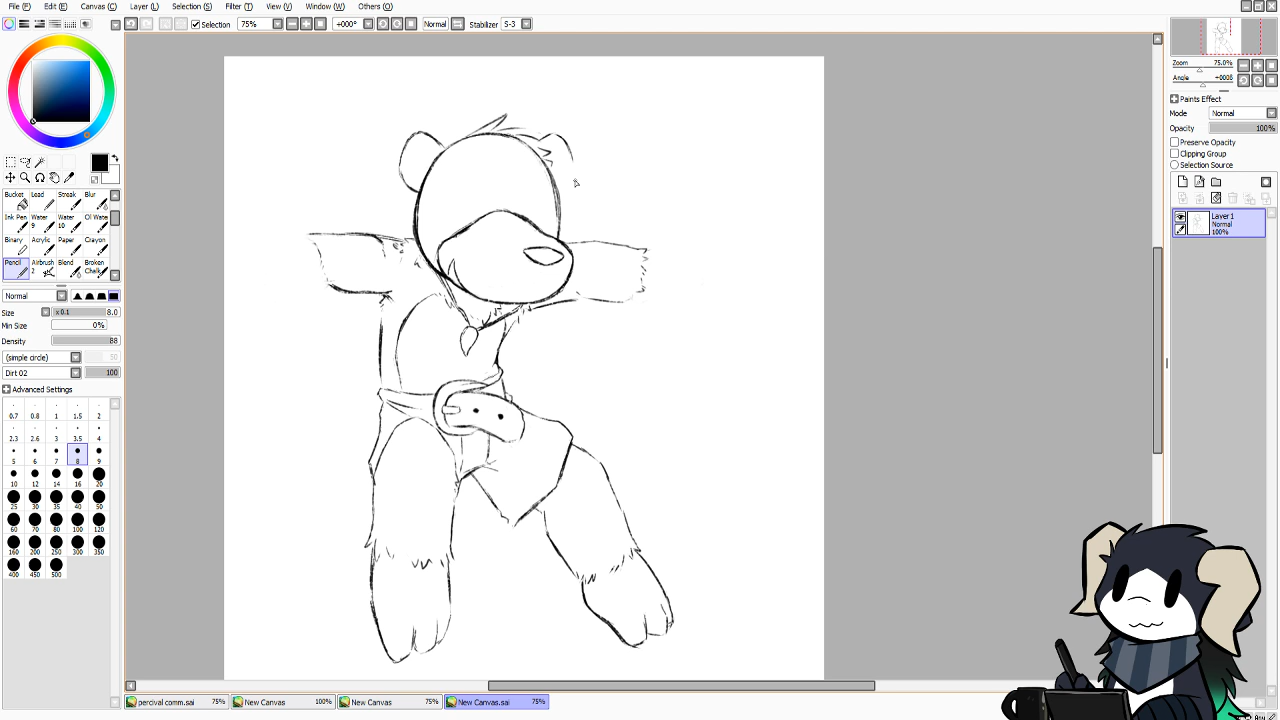 File (F) Edit (E) Canvas (C) Layer (L) Selection (S) Filter (T) View (V) Window (W) Others (O)
Selection 75% +000° Normal Stabilizer S-3
Bucket Lead Streak Blur
Ink Pen Water 9 Water 10 Oil Wate
Binary Acrylic Paper Crayon
Pencil Airbrush 2 Blend Broken Chalk
Normal
Size x 0.1 8.0
Min Size 0%
Density 88
(simple circle) 50
Dirt 02 100
Advanced Settings
0.7 0.8 1 1.5 2
2.3 2.6 3 3.5 4
5 6 7 8 9
10 12 14 16 20
25 30 35 40 50
60 70 80 100 120
160 200 250 300 350
400 450 500
Zoom 75.0%
Angle +000ß
Paints Effect
Mode Normal
Opacity 100%
Preserve Opacity
Clipping Group
Selection Source
Layer 1
Normal
100%
percival comm.sai 75% New Canvas 100% New Canvas 75% New Canvas.sai 75%